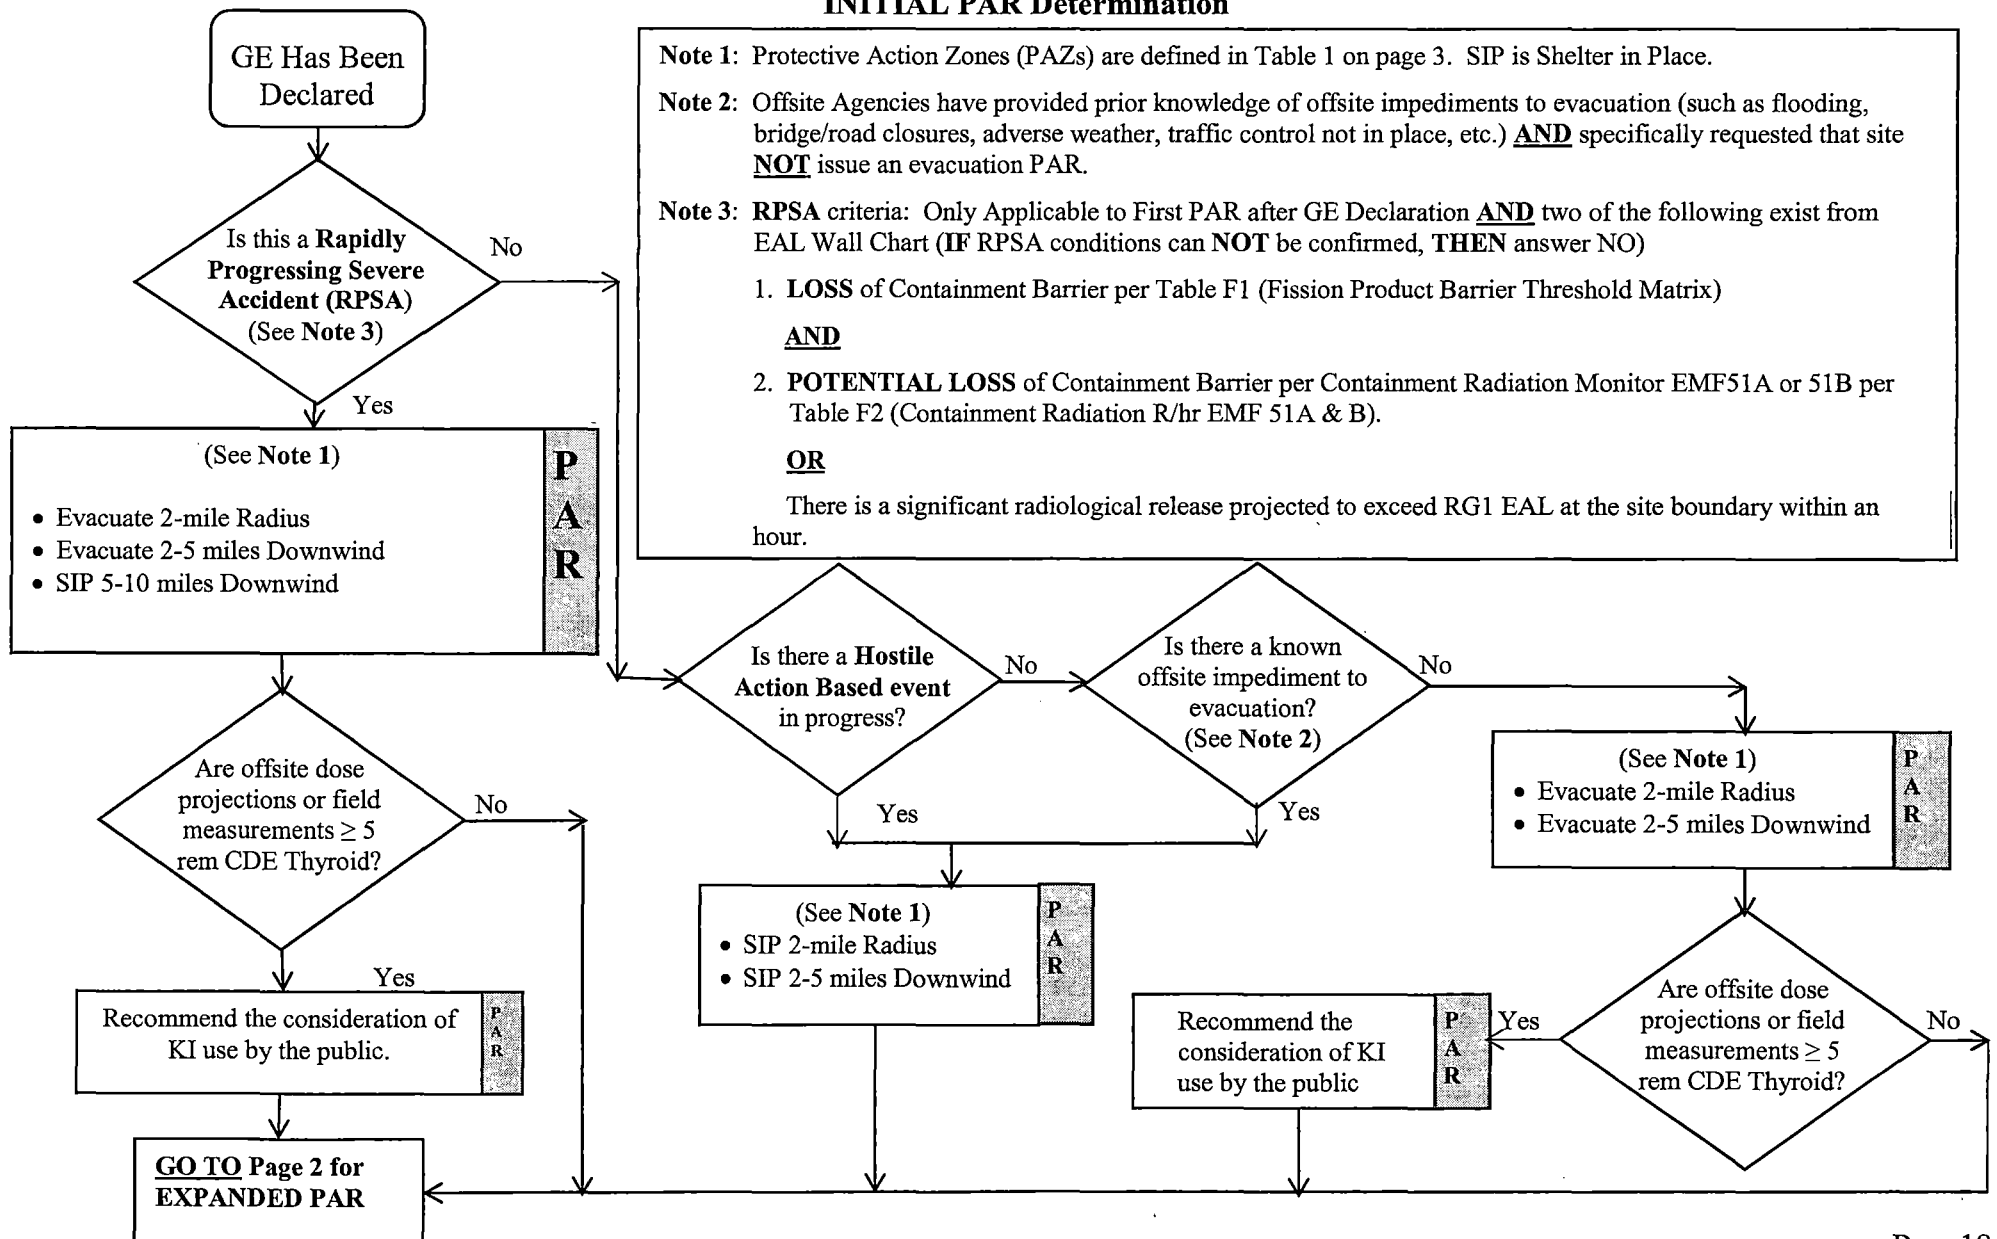 INITIAL PAR Determination
GE Has Been
Declared
Note 1: Protective Action Zones (PAZs) are defined in Table 1 on page 3. SIP is Shelter in Place.
Note 2: Offsite Agencies have provided prior knowledge of offsite impediments to evacuation (such as flooding,
bridge/road closures, adverse weather, traffic control not in place, etc.) AND specifically requested that site
NOT issue an evacuation PAR.
Note 3: RPSA criteria: Only Applicable to First PAR after GE Declaration AND two of the following exist from
EAL Wall Chart (IF RPSA conditions can NOT be confirmed, THEN answer NO)
1. LOSS of Containment Barrier per Table F1 (Fission Product Barrier Threshold Matrix)
AND
2. POTENTIAL LOSS of Containment Barrier per Containment Radiation Monitor EMF51A or 51B per
Table F2 (Containment Radiation R/hr EMF 51A & B).
OR
There is a significant radiological release projected to exceed RG1 EAL at the site boundary within an
hour.
Is this a Rapidly
Progressing Severe
Accident (RPSA)
(See Note 3)
No
Yes
(See Note 1)
• Evacuate 2-mile Radius
• Evacuate 2-5 miles Downwind
• SIP 5-10 miles Downwind
P
A
R
Are offsite dose
projections or field
measurements ≥ 5
rem CDE Thyroid?
No
Yes
Recommend the consideration of
KI use by the public.
P
A
R
GO TO Page 2 for
EXPANDED PAR
Is there a Hostile
Action Based event
in progress?
No
Yes
Is there a known
offsite impediment to
evacuation?
(See Note 2)
No
Yes
(See Note 1)
• SIP 2-mile Radius
• SIP 2-5 miles Downwind
P
A
R
(See Note 1)
• Evacuate 2-mile Radius
• Evacuate 2-5 miles Downwind
P
A
R
Are offsite dose
projections or field
measurements ≥ 5
rem CDE Thyroid?
No
Yes
Recommend the
consideration of KI
use by the public
P
A
R